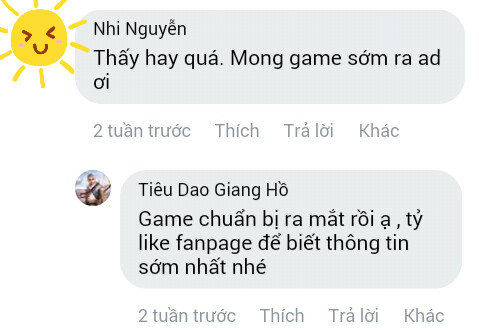 Nhi Nguyễn
Thấy hay quá. Mong game sớm ra ad
ơi
2 tuần trước Thích Trả lời Khác
Tiêu Dao Giang Hồ
Game chuẩn bị ra mắt rồi ạ , tỷ
like fanpage để biết thông tin
sớm nhất nhé
2 tuần trước Thích Trả lời Khác